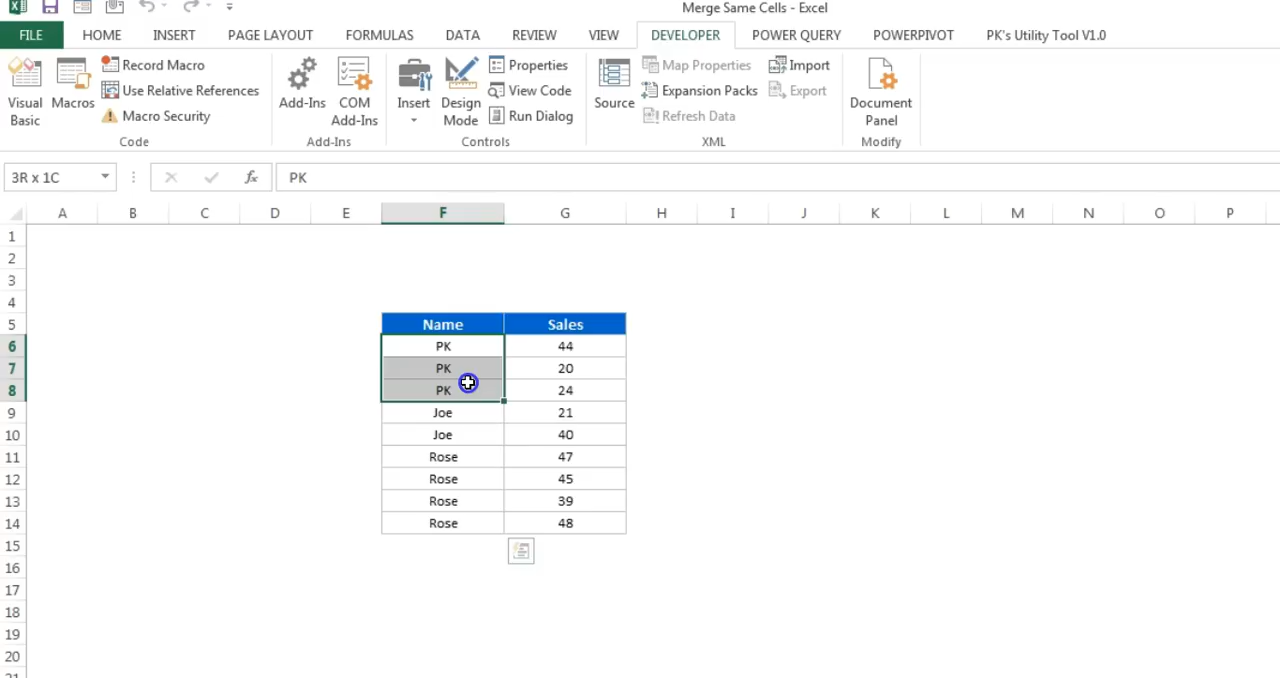 Merge Same Cells - Excel
FILE HOME INSERT PAGE LAYOUT FORMULAS DATA REVIEW VIEW DEVELOPER POWER QUERY POWERPIVOT PK's Utility Tool V1.0
Visual Basic
Macros
Record Macro
Use Relative References
Macro Security
Code
Add-Ins
COM Add-Ins
Add-Ins
Insert
Design Mode
Properties
View Code
Run Dialog
Controls
Source
Map Properties
Expansion Packs
Refresh Data
Import
Export
XML
Document Panel
Modify
3R x 1C fx PK
A B C D E F G H I J K L M N O P
1
2
3
4
5 Name Sales
6 PK 44
7 PK 20
8 PK 24
9 Joe 21
10 Joe 40
11 Rose 47
12 Rose 45
13 Rose 39
14 Rose 48
15
16
17
18
19
20